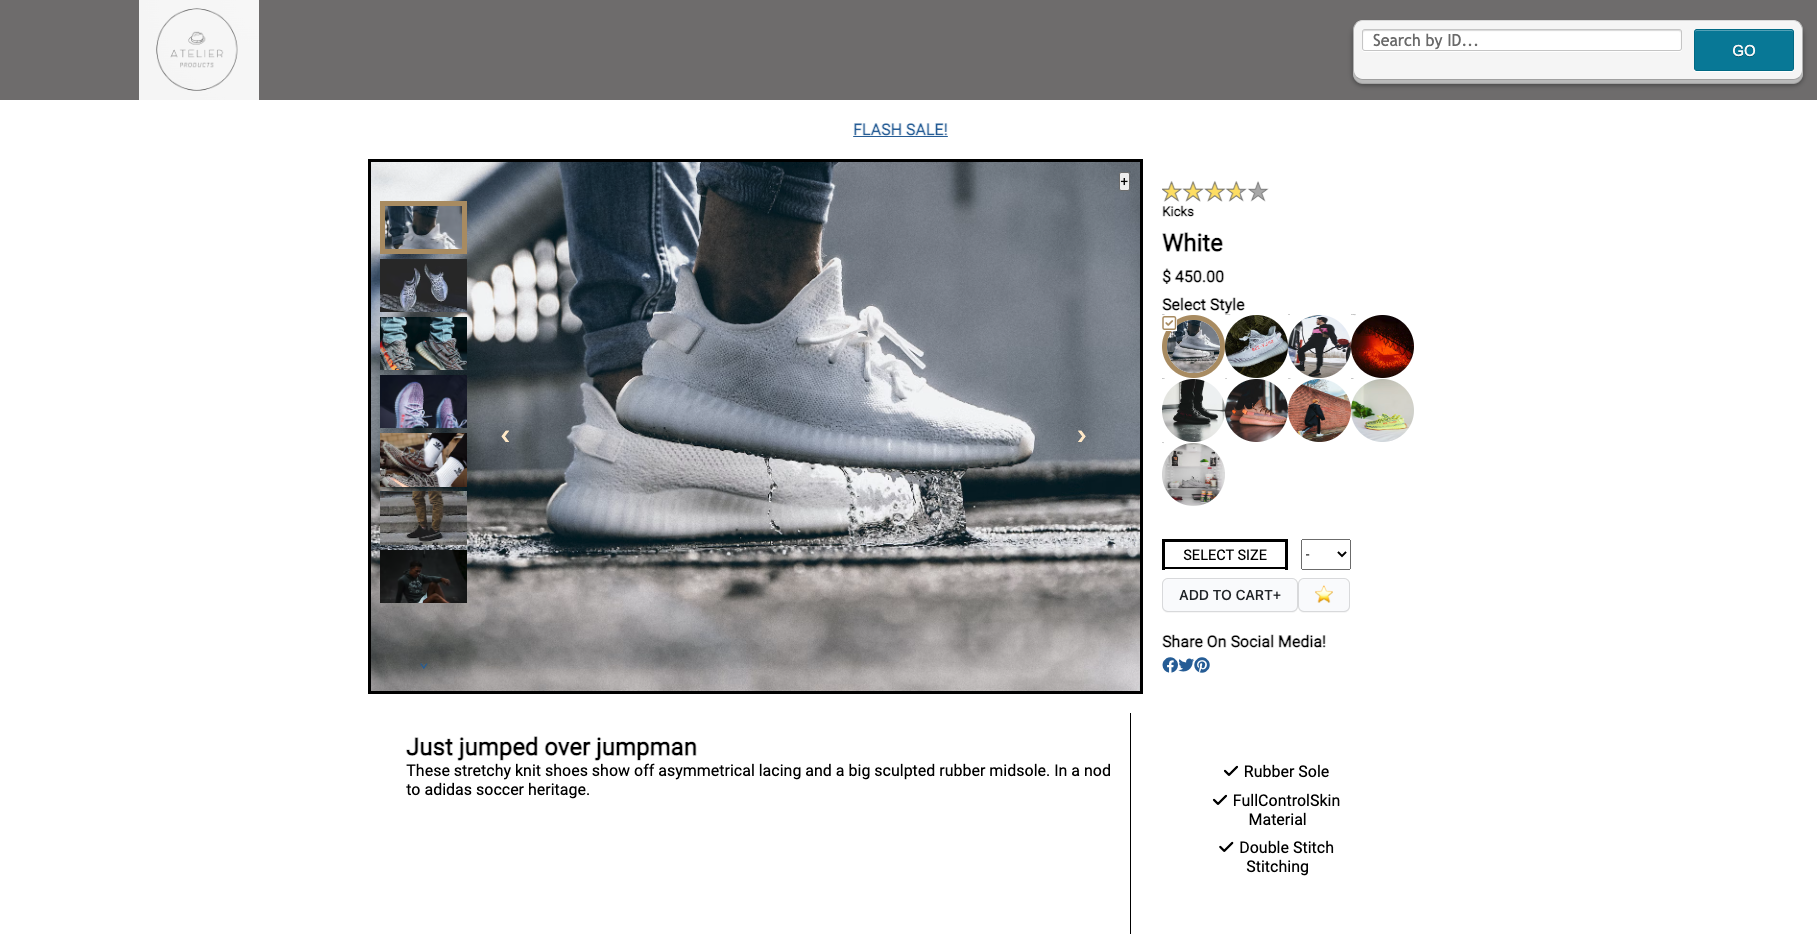 ATELIER
PRODUCTS
Search by ID...
GO
FLASH SALE!
+
Kicks
White
$ 450.00
Select Style
SELECT SIZE
-
ADD TO CART+
Share On Social Media!
Just jumped over jumpman
These stretchy knit shoes show off asymmetrical lacing and a big sculpted rubber midsole. In a nod
to adidas soccer heritage.
Rubber Sole
FullControlSkin
Material
Double Stitch
Stitching